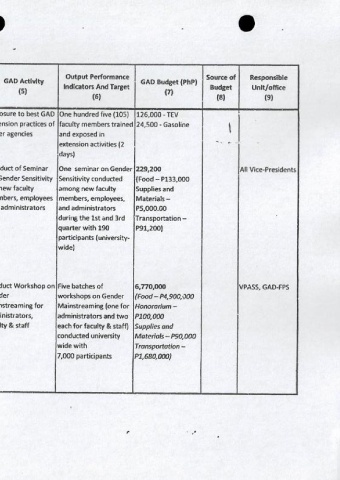 GAD Activity
(5)
Output Performance
Indicators And Target
(6)
GAD Budget (PhP)
(7)
Source of
Budget
(8)
Responsible
Unit/office
(9)
osure to best GAD
ension practices of
er agencies
One hundred five (105)
faculty members trained
and exposed in
extension activities (2
days)
126,000 - TEV
24,500 - Gasoline
duct of Seminar
Gender Sensitivity
new faculty
mbers, employees
administrators
One seminar on Gender
Sensitivity conducted
among new faculty
members, employees,
and administrators
during the 1st and 3rd
quarter with 190
participants (university-
wide)
229,200
(Food – P133,000
Supplies and
Materials –
P5,000.00
Transportation –
P91,200)
All Vice-Presidents
duct Workshop on
der
nstreaming for
inistrators,
lty & staff
Five batches of
workshops on Gender
Mainstreaming (one for
administrators and two
each for faculty & staff)
conducted university
wide with
7,000 participants
6,770,000
(Food – P4,900,000
Honorarium –
P100,000
Supplies and
Materials – P90,000
Transportation –
P1,680,000)
VPASS, GAD-FPS